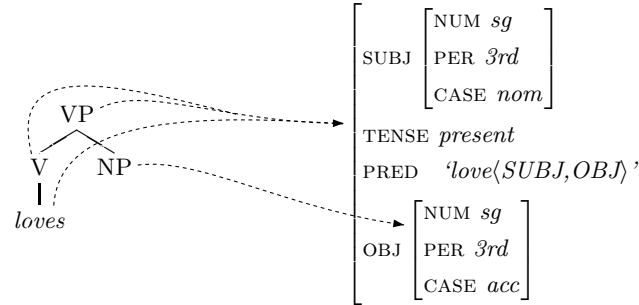 VP
V NP
loves
SUBJ
NUM sg
PER 3rd
CASE nom
TENSE present
PRED ‘love⟨SUBJ,OBJ⟩’
OBJ
NUM sg
PER 3rd
CASE acc